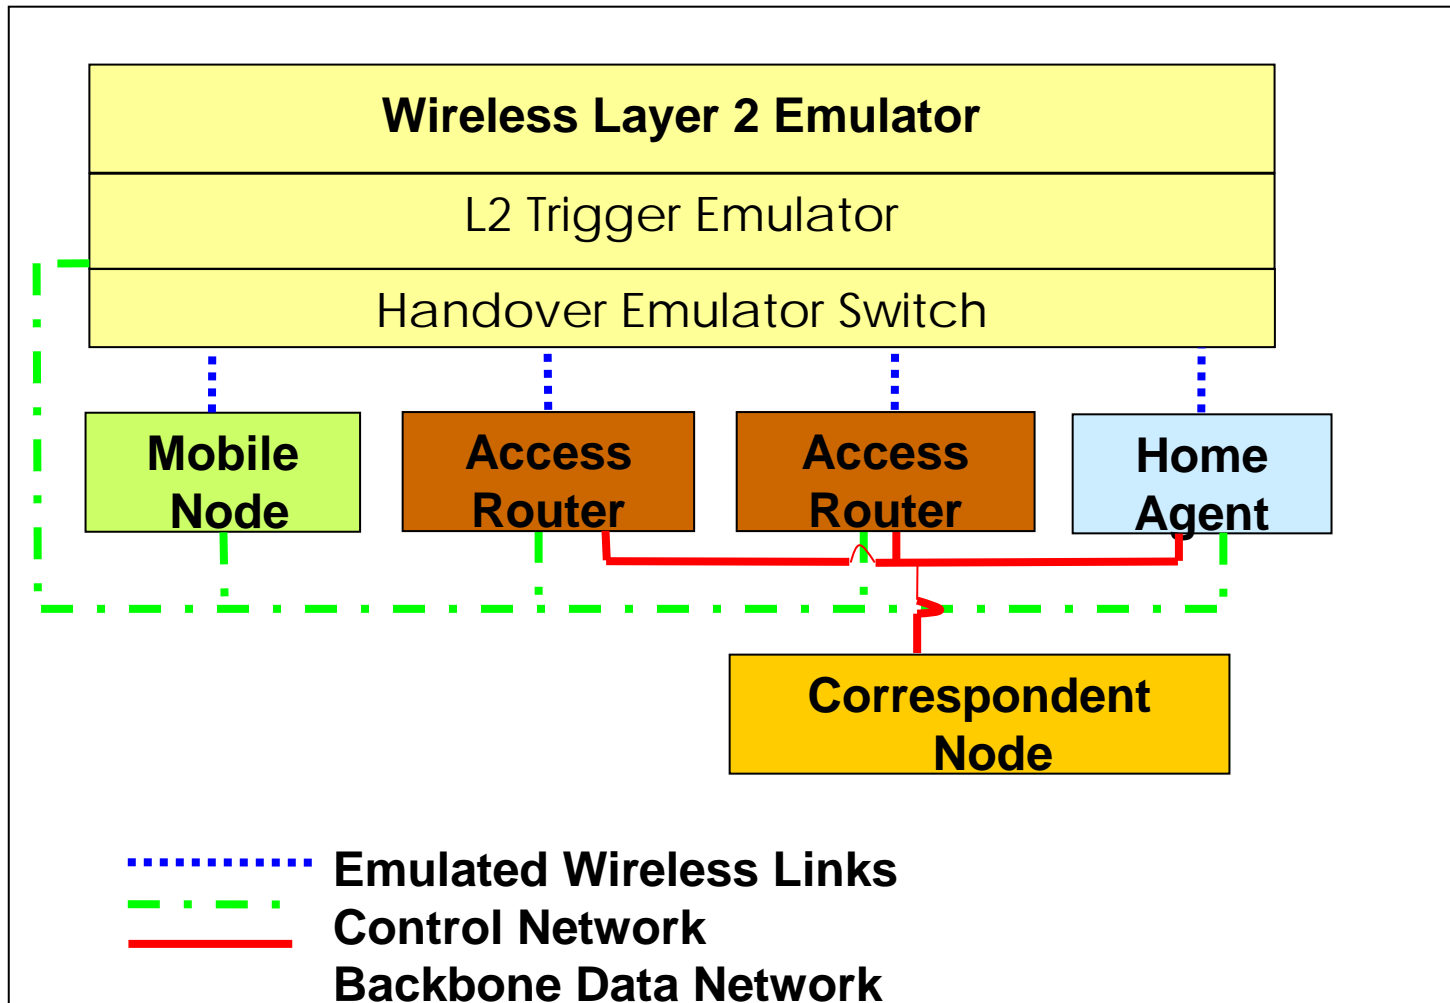 Wireless Layer 2 Emulator
L2 Trigger Emulator
Handover Emulator Switch
Mobile
Node
Access
Router
Access
Router
Home
Agent
Correspondent
Node
Emulated Wireless Links
Control Network
Backbone Data Network